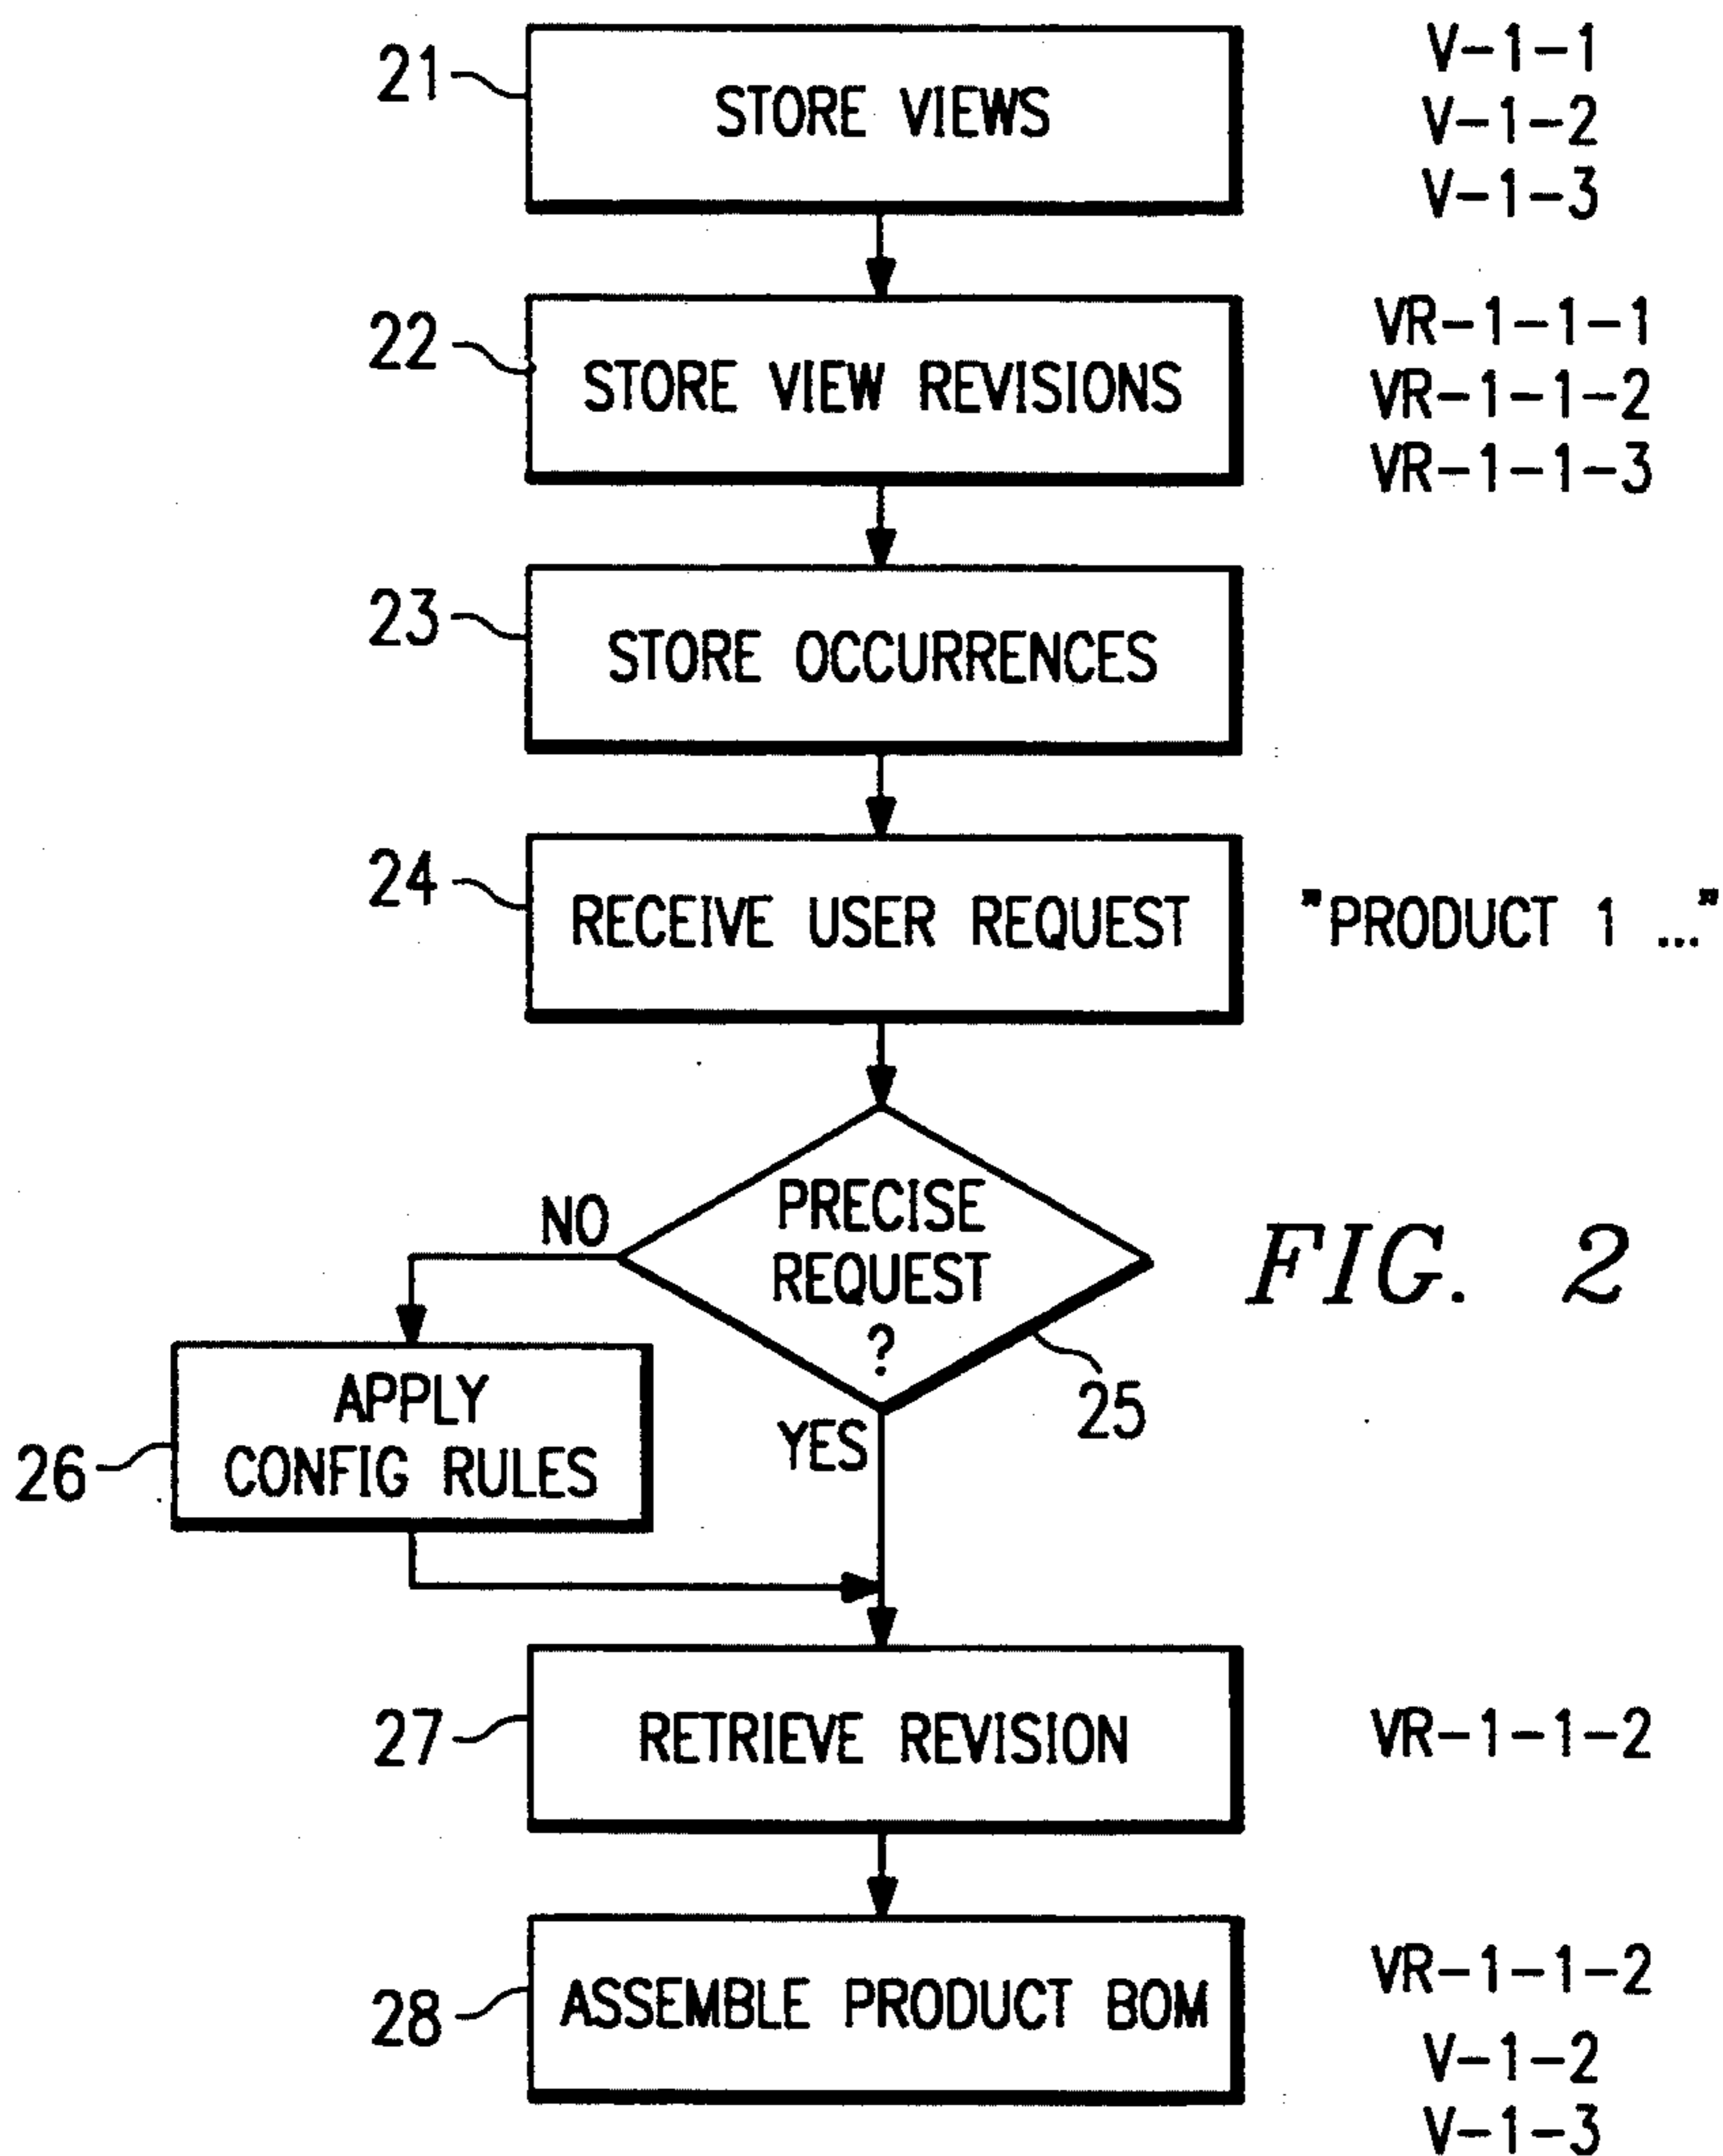 21
STORE VIEWS
V-1-1
V-1-2
V-1-3
22
STORE VIEW REVISIONS
VR-1-1-1
VR-1-1-2
VR-1-1-3
23
STORE OCCURRENCES
24
RECEIVE USER REQUEST
"PRODUCT 1 ..."
PRECISE
REQUEST
?
NO
YES
25
FIG. 2
APPLY
CONFIG RULES
26
27
RETRIEVE REVISION
VR-1-1-2
28
ASSEMBLE PRODUCT BOM
VR-1-1-2
V-1-2
V-1-3